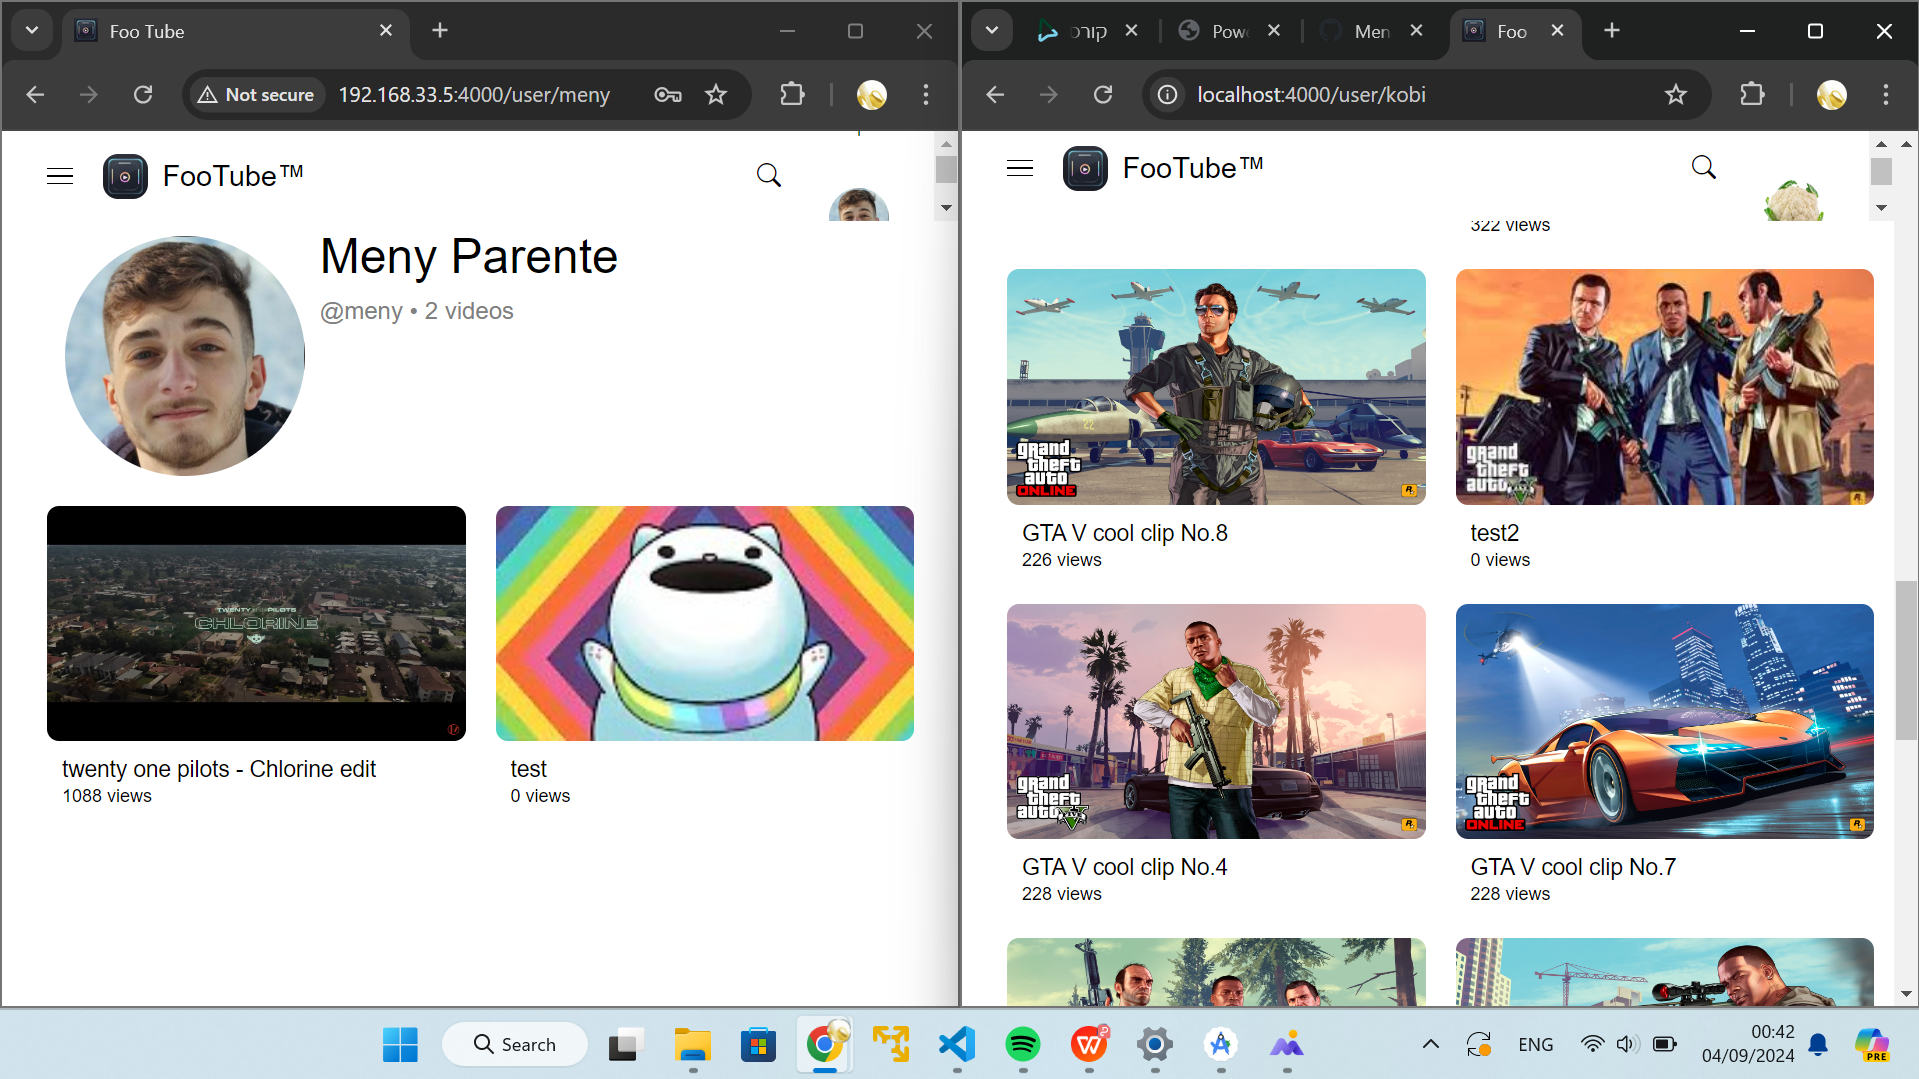 Foo Tube
Not secure
192.168.33.5:4000/user/meny
FooTube™
Meny Parente
@meny • 2 videos
TWENTY ONE PILOTS
CHLORINE
twenty one pilots - Chlorine edit
1088 views
test
0 views
קורס
Powe
Men
Foo
localhost:4000/user/kobi
FooTube™
322 views
22
grand
theft
auto
ONLINE
R
grand
theft
auto
V
R
GTA V cool clip No.8
226 views
test2
0 views
grand
theft
auto
V
R
grand
theft
auto
ONLINE
R
GTA V cool clip No.4
228 views
GTA V cool clip No.7
228 views
Search
ENG
00:42
04/09/2024
PRE